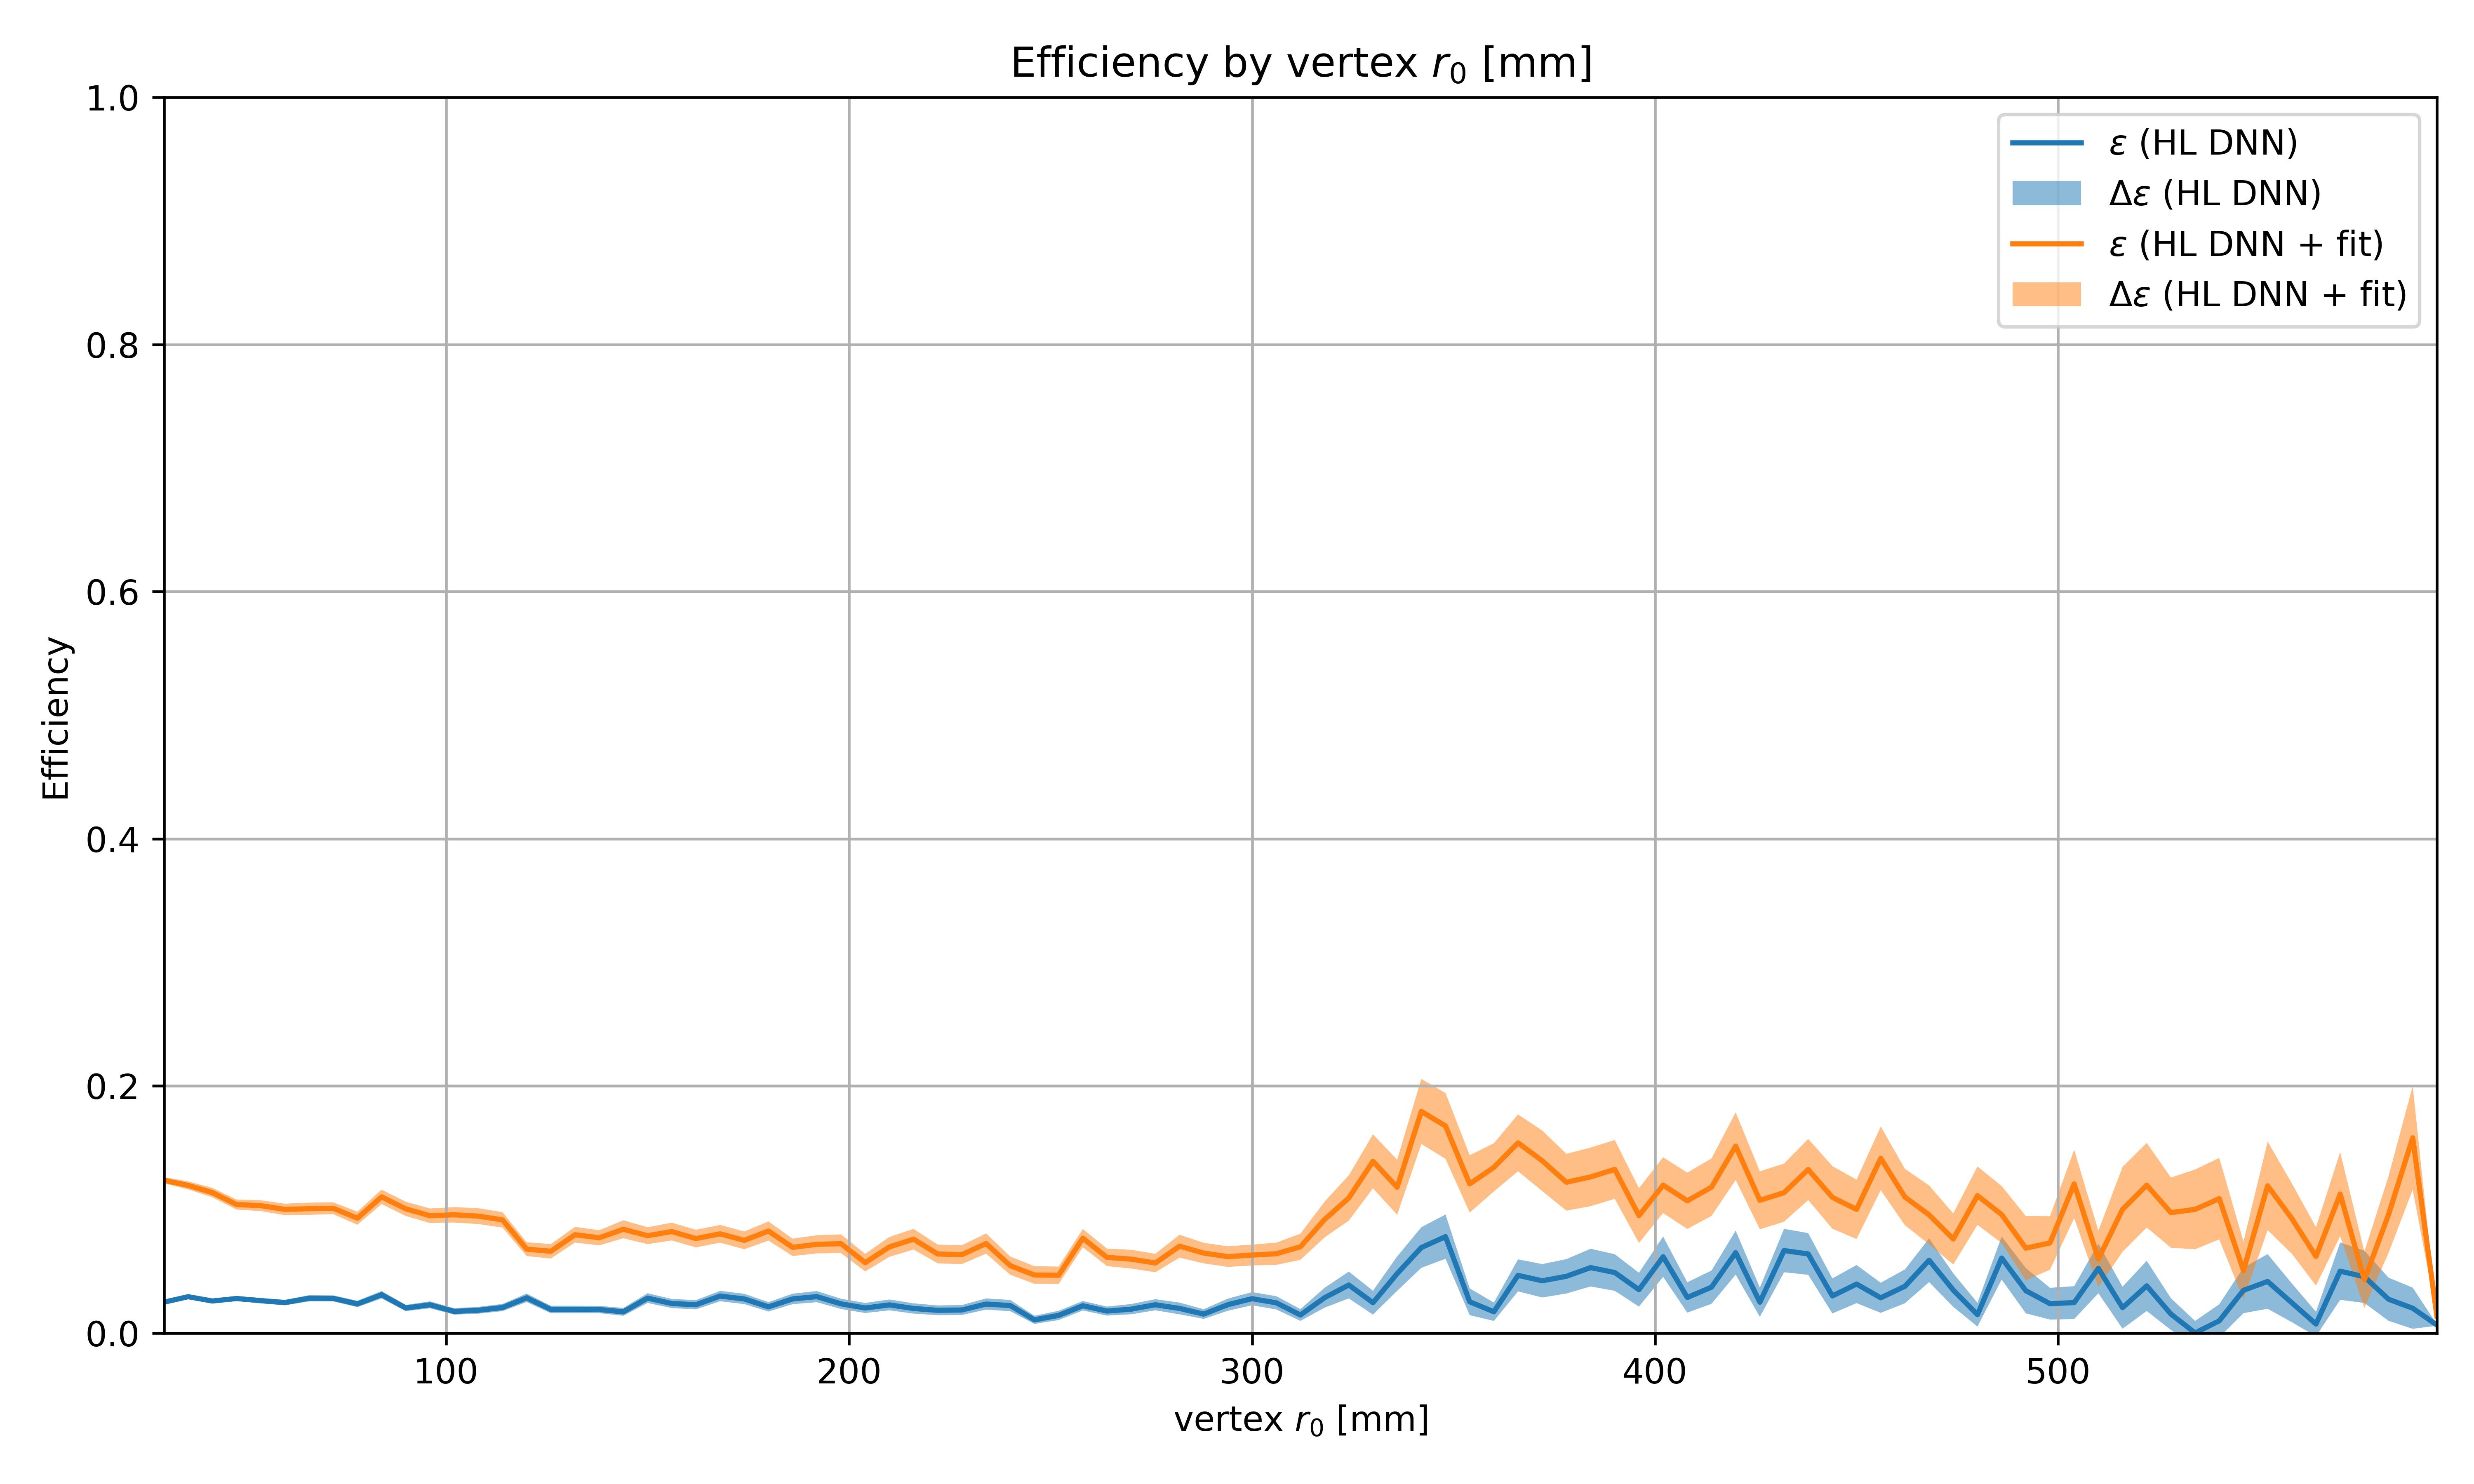 Efficiency by vertex r₀ [mm]
1.0
0.8
0.6
0.4
0.2
0.0
Efficiency
ε (HL DNN)
Δε (HL DNN)
ε (HL DNN + fit)
Δε (HL DNN + fit)
100 200 300 400 500
vertex r₀ [mm]